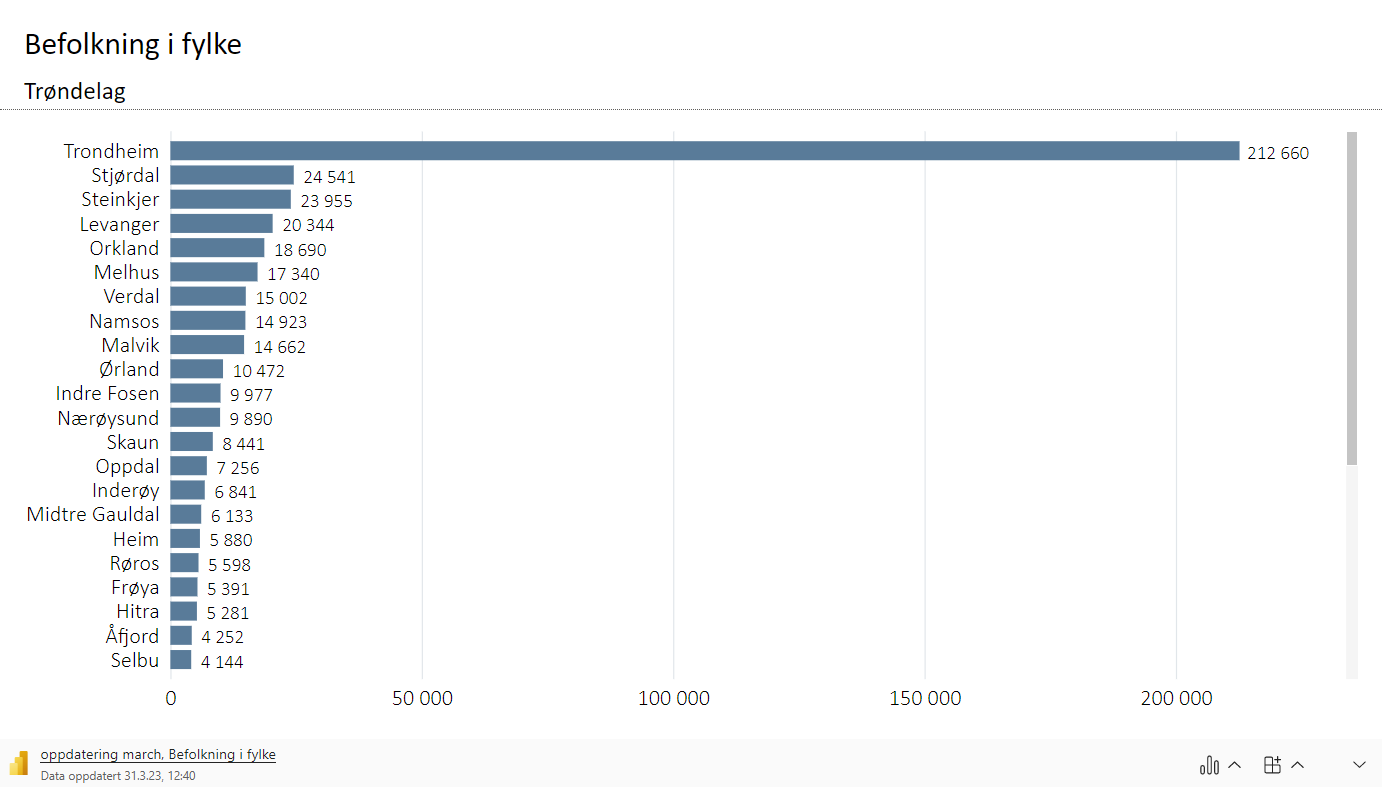 Befolkning i fylke
Trøndelag
Trondheim 212 660
Stjørdal 24 541
Steinkjer 23 955
Levanger 20 344
Orkland 18 690
Melhus 17 340
Verdal 15 002
Namsos 14 923
Malvik 14 662
Ørland 10 472
Indre Fosen 9 977
Nærøysund 9 890
Skaun 8 441
Oppdal 7 256
Inderøy 6 841
Midtre Gauldal 6 133
Heim 5 880
Røros 5 598
Frøya 5 391
Hitra 5 281
Åfjord 4 252
Selbu 4 144
0 50 000 100 000 150 000 200 000
oppdatering march, Befolkning i fylke
Data oppdatert 31.3.23, 12:40